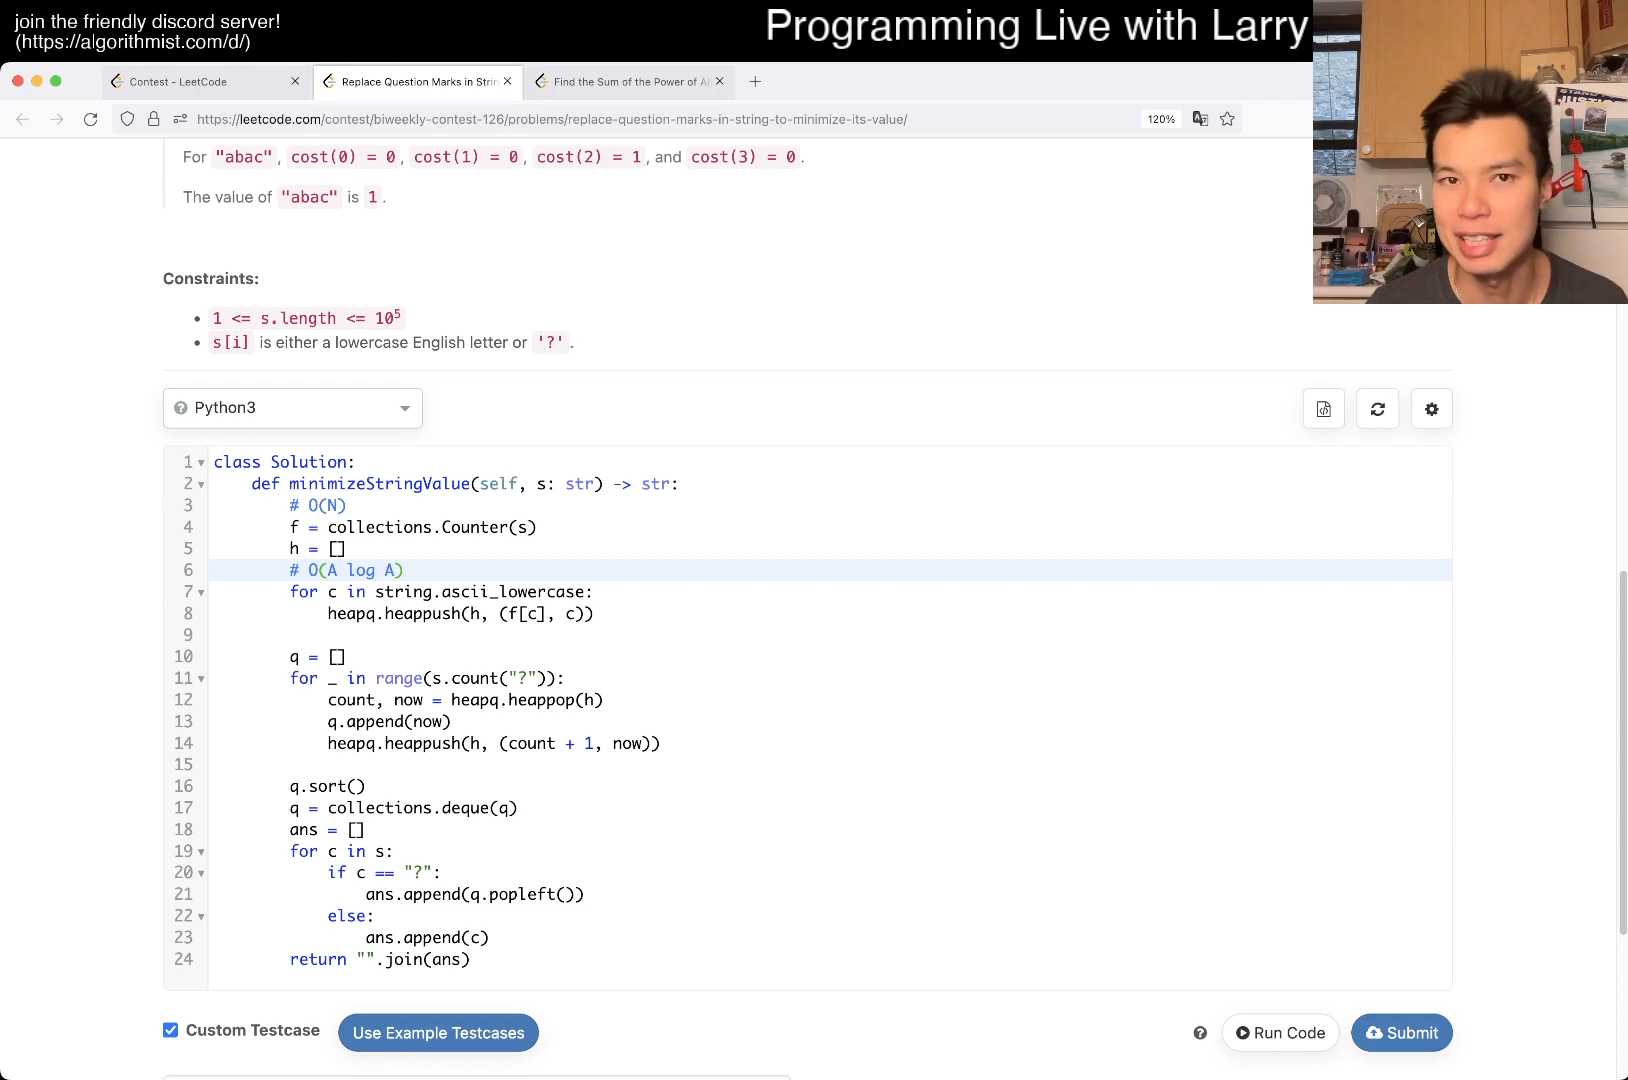 join the friendly discord server!
(https://algorithmist.com/d/)
Programming Live with Larry
Contest - LeetCode
Replace Question Marks in Strin
Find the Sum of the Power of Al
https://leetcode.com/contest/biweekly-contest-126/problems/replace-question-marks-in-string-to-minimize-its-value/
120%
For "abac", cost(0) = 0, cost(1) = 0, cost(2) = 1, and cost(3) = 0.
The value of "abac" is 1.
Constraints:
• 1 <= s.length <= 10⁵
• s[i] is either a lowercase English letter or '?'.
Python3
1 class Solution:
2 def minimizeStringValue(self, s: str) -> str:
3 # O(N)
4 f = collections.Counter(s)
5 h = []
6 # O(A log A)
7 for c in string.ascii_lowercase:
8 heapq.heappush(h, (f[c], c))
9
10 q = []
11 for _ in range(s.count("?")):
12 count, now = heapq.heappop(h)
13 q.append(now)
14 heapq.heappush(h, (count + 1, now))
15
16 q.sort()
17 q = collections.deque(q)
18 ans = []
19 for c in s:
20 if c == "?":
21 ans.append(q.popleft())
22 else:
23 ans.append(c)
24 return "".join(ans)
Custom Testcase
Use Example Testcases
Run Code
Submit